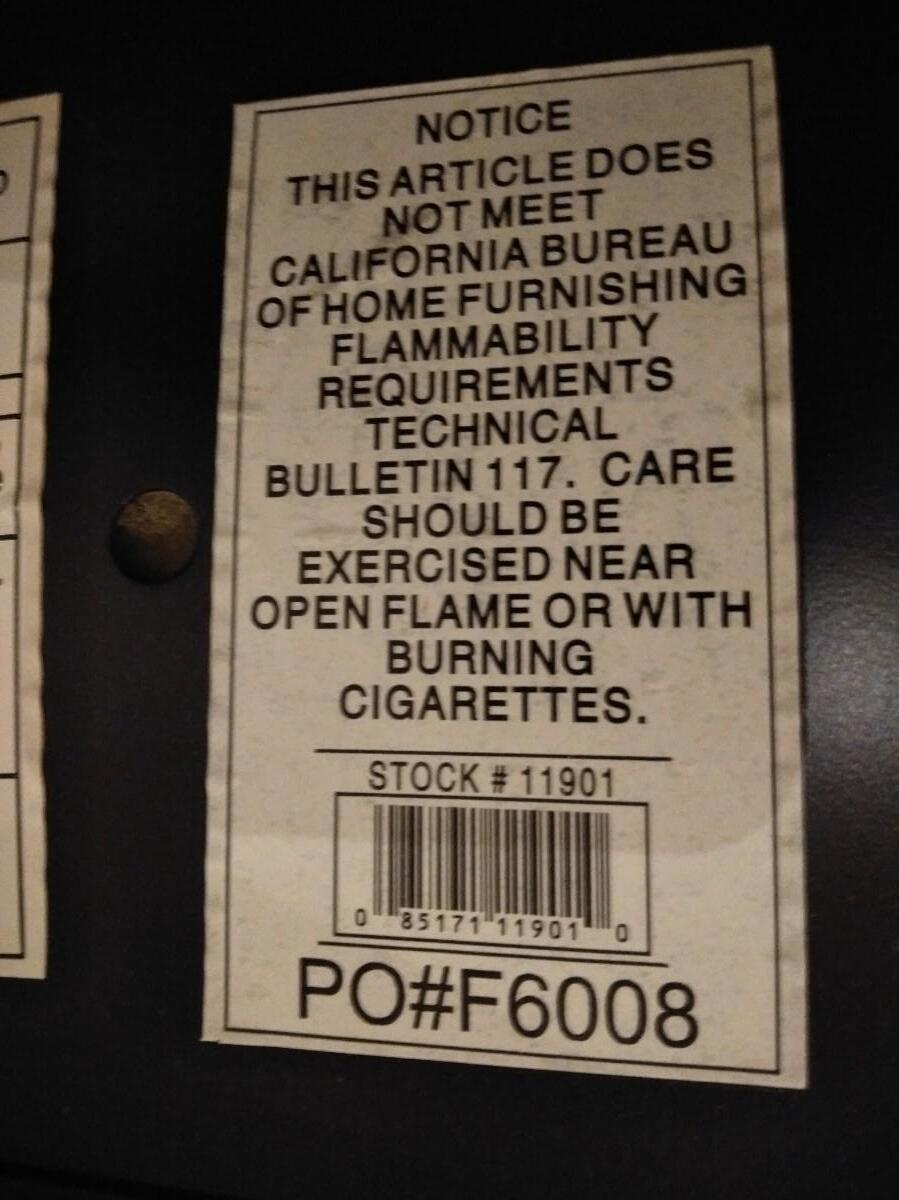 NOTICE
THIS ARTICLE DOES
NOT MEET
CALIFORNIA BUREAU
OF HOME FURNISHING
FLAMMABILITY
REQUIREMENTS
TECHNICAL
BULLETIN 117. CARE
SHOULD BE
EXERCISED NEAR
OPEN FLAME OR WITH
BURNING
CIGARETTES.
STOCK # 11901
0 85171 11901 0
PO#F6008